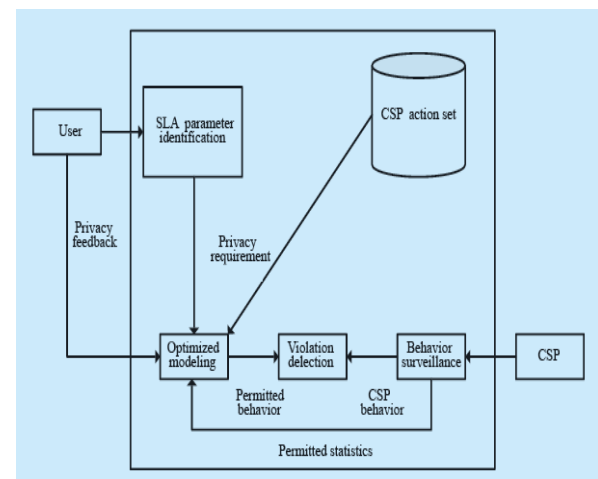 User
SLA parameter
identification
CSP action set
Privacy
feedback
Privacy
requirement
Optimized
modeling
Violation
delection
Behavior
surveillance
CSP
Permitted
behavior
CSP
behavior
Permitted statistics